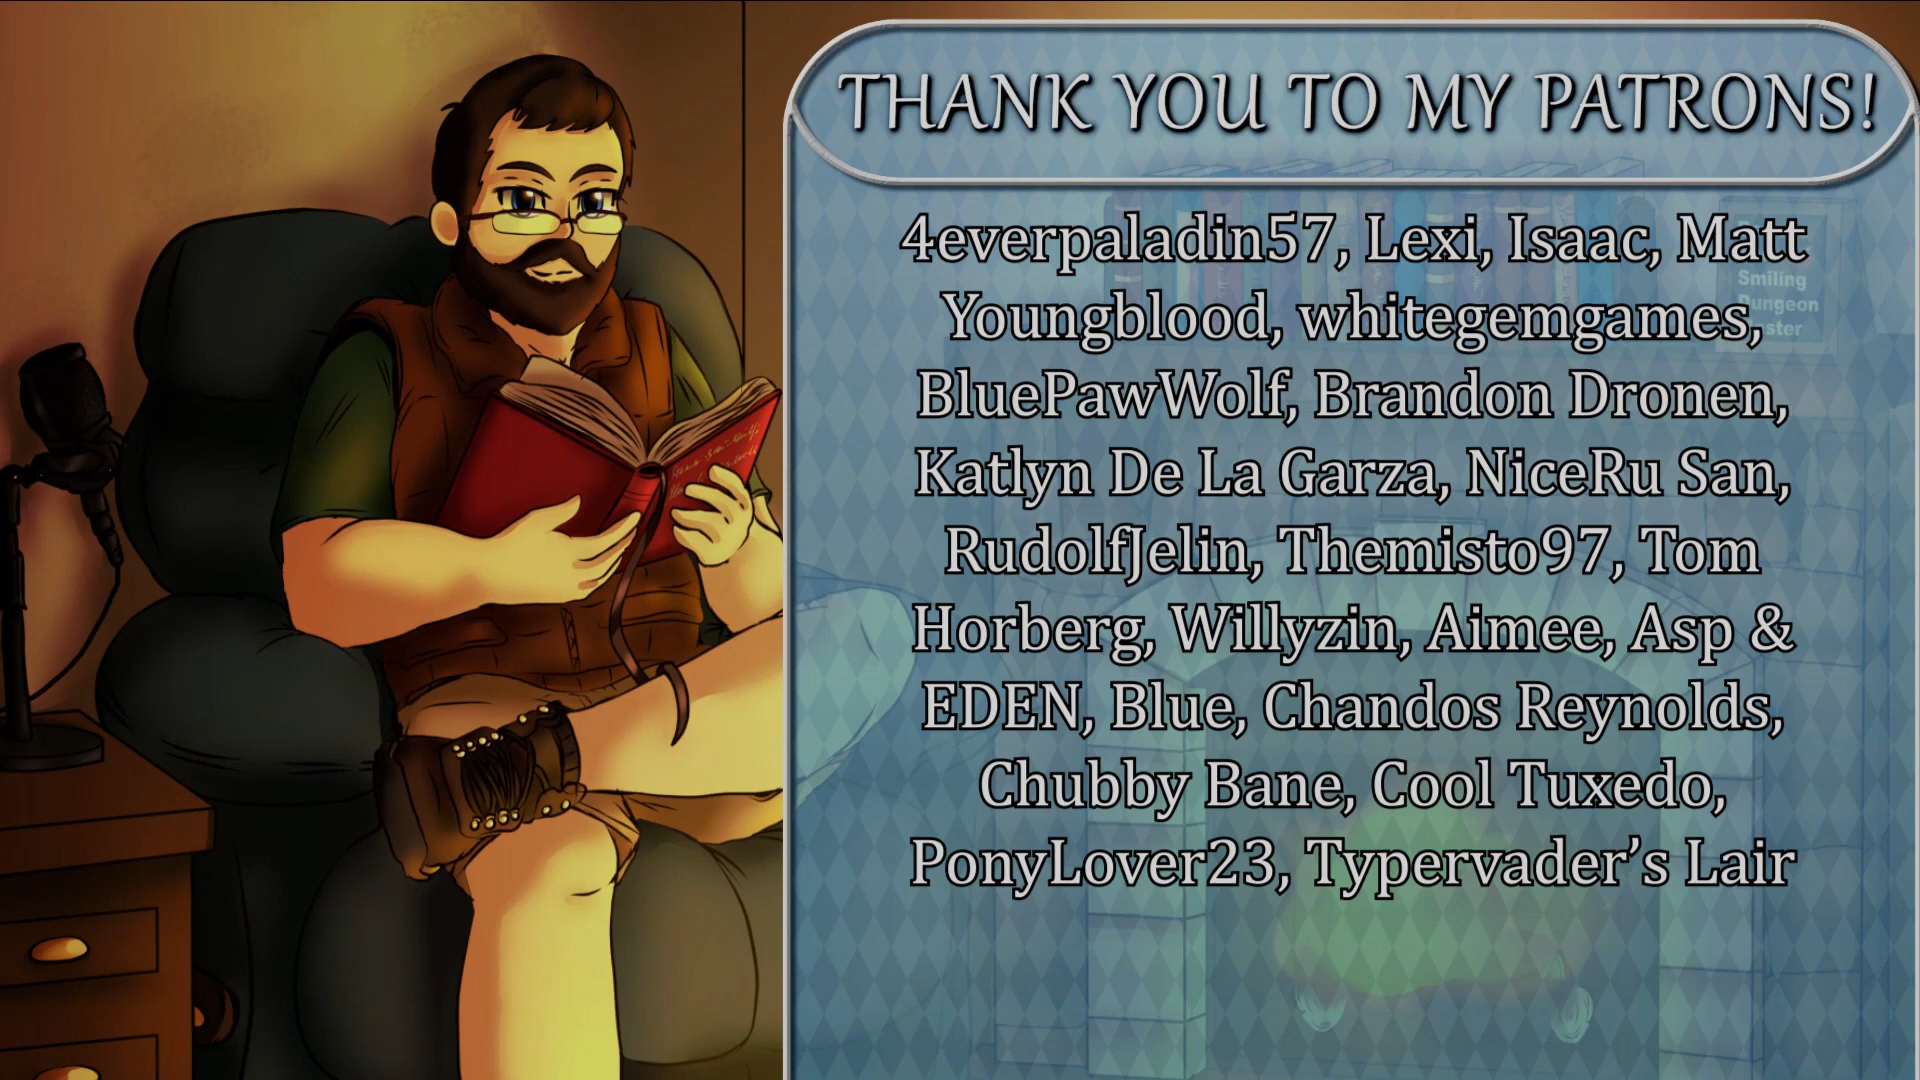 THANK YOU TO MY PATRONS!
4everpaladin57, Lexi, Isaac, Matt
Youngblood, whitegemgames,
BluePawWolf, Brandon Dronen,
Katlyn De La Garza, NiceRu San,
RudolfJelin, Themisto97, Tom
Horberg, Willyzin, Aimee, Asp &
EDEN, Blue, Chandos Reynolds,
Chubby Bane, Cool Tuxedo,
PonyLover23, Typervader’s Lair
Smiling
Dungeon